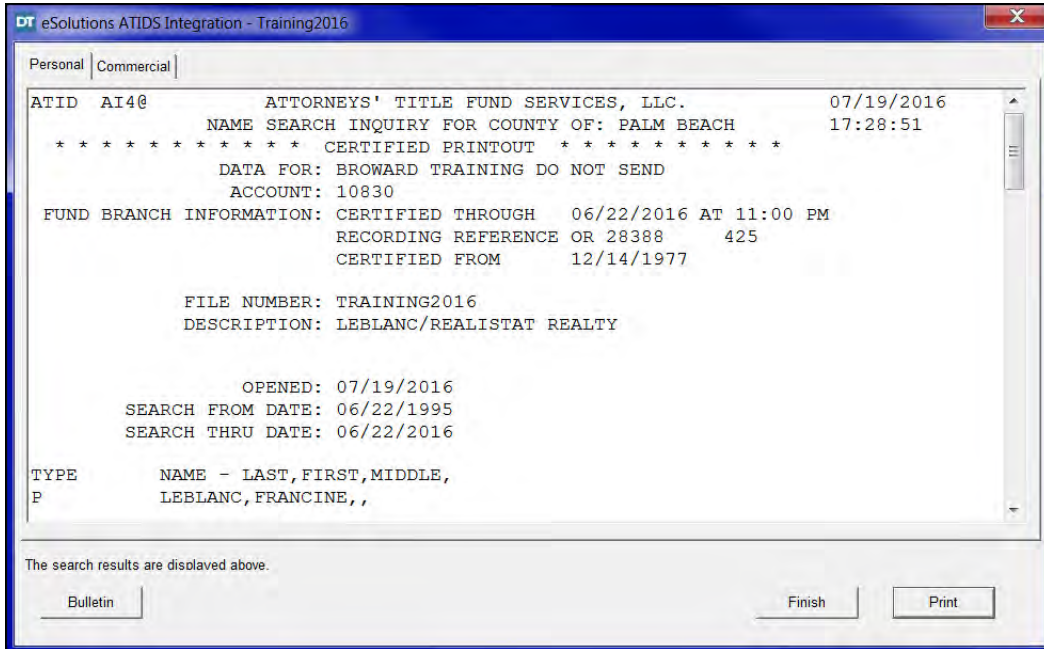 DT eSolutions ATIDS Integration - Training2016
X
Personal Commercial
ATID AI4@ ATTORNEYS' TITLE FUND SERVICES, LLC. 07/19/2016
NAME SEARCH INQUIRY FOR COUNTY OF: PALM BEACH 17:28:51
* * * * * * * * * * * CERTIFIED PRINTOUT * * * * * * * * * *
DATA FOR: BROWARD TRAINING DO NOT SEND
ACCOUNT: 10830
FUND BRANCH INFORMATION: CERTIFIED THROUGH 06/22/2016 AT 11:00 PM
RECORDING REFERENCE OR 28388 425
CERTIFIED FROM 12/14/1977
FILE NUMBER: TRAINING2016
DESCRIPTION: LEBLANC/REALISTAT REALTY
OPENED: 07/19/2016
SEARCH FROM DATE: 06/22/1995
SEARCH THRU DATE: 06/22/2016
TYPE NAME - LAST,FIRST,MIDDLE,
P LEBLANC,FRANCINE,,
The search results are displayed above.
Bulletin Finish Print